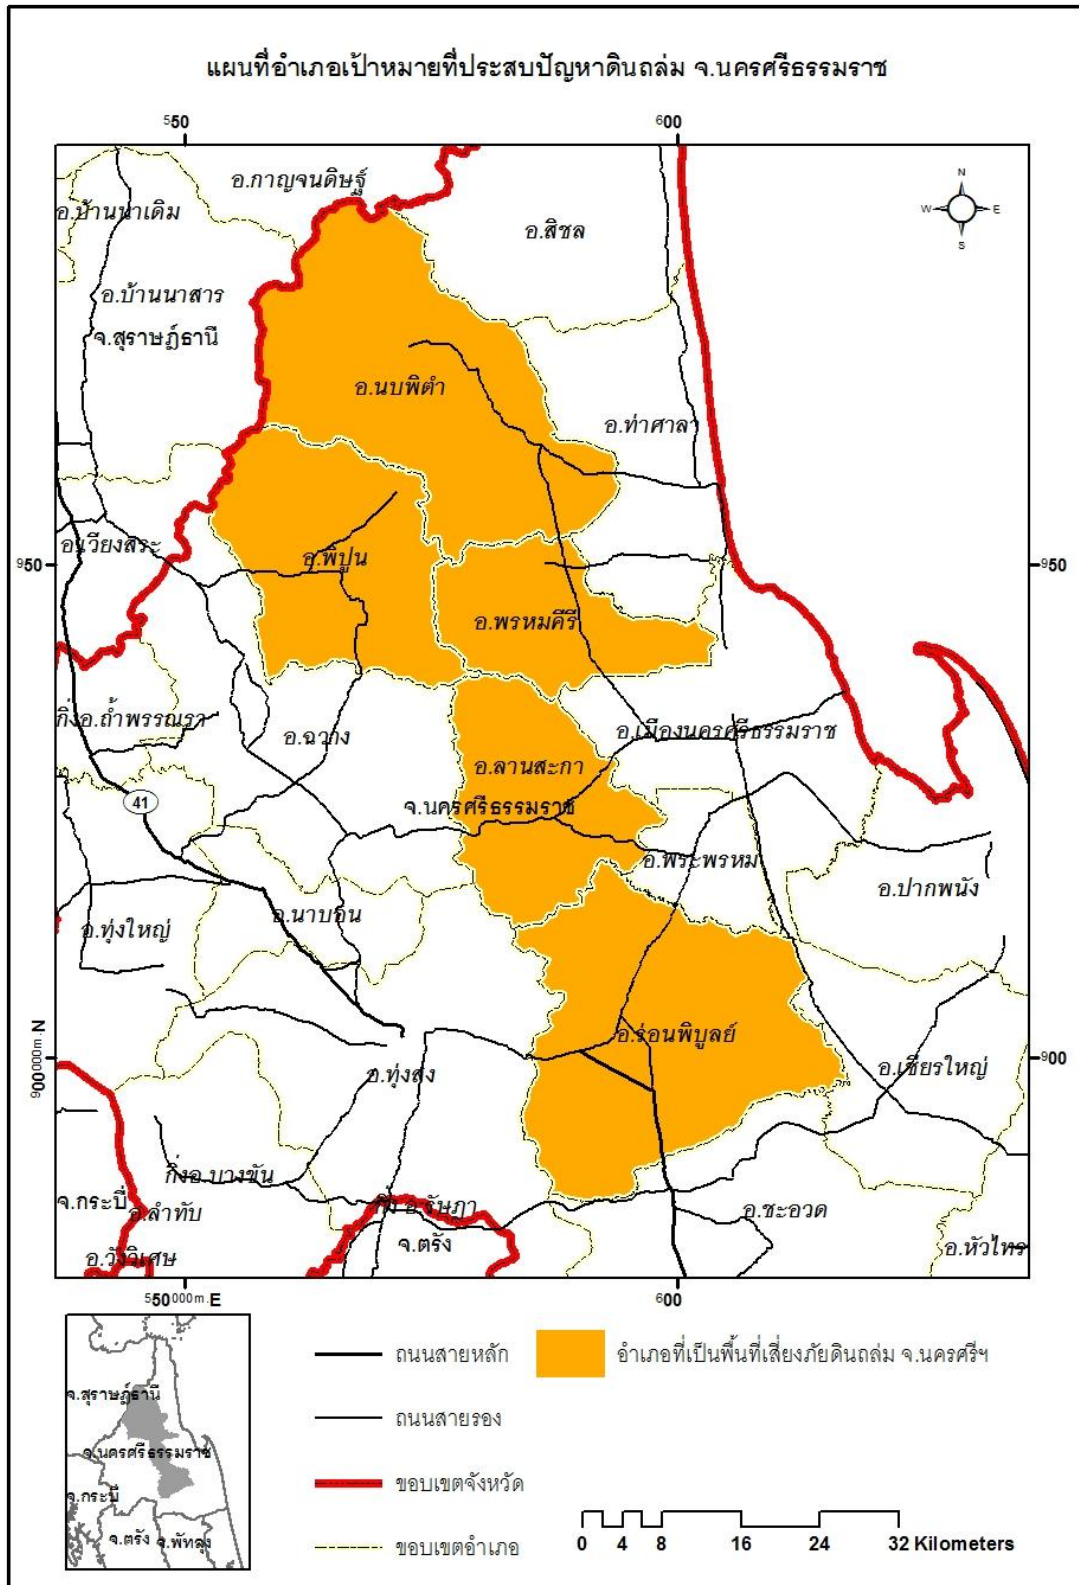 แผนที่อำเภอเป้าหมายที่ประสบปัญหาดินถล่ม จ.นครศรีธรรมราช
550
600
N
W
E
S
อ.กาญจนดิษฐ์
อ.บ้านนาเดิม
อ.สิชล
อ.บ้านนาสาร
จ.สุราษฎ์ธานี
อ.นบพิตำ
อ.ท่าศาลา
อ.เวียงสระ
950
อ.พิปูน
950
อ.พรหมคีรี
กิ่งอ.ถ้ำพรรณรา
อ.ฉวาง
อ.เมืองนครศรีธรรมราช
อ.ลานสะกา
41
จ.นครศรีธรรมราช
อ.พระพรหม
อ.ปากพนัง
อ.นาบอน
อ.ทุ่งใหญ่
อ.ร่อนพิบูลย์
900000m.N
900
อ.ทุ่งสง
อ.เชียรใหญ่
กิ่งอ.บางขัน
จ.กระบี่
อ.ลำทับ
กิ่ง อ.รัษฎา
อ.ชะอวด
จ.ตรัง
อ.วังวิเศษ
อ.หัวไทร
550000m.E
600
จ.สุราษฎ์ธานี
จ.นครศรีธรรมราช
จ.กระบี่
จ.ตรัง
จ.พัทลุง
ถนนสายหลัก
อำเภอที่เป็นพื้นที่เสี่ยงภัยดินถล่ม จ.นครศรีฯ
ถนนสายรอง
ขอบเขตจังหวัด
ขอบเขตอำเภอ
0 4 8 16 24 32 Kilometers